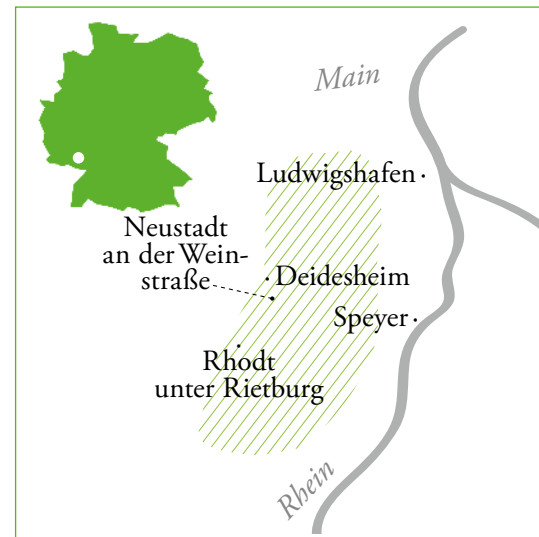 Main
Ludwigshafen
Neustadt
an der Wein-
straße
Deidesheim
Speyer
Rhodt
unter Rietburg
Rhein